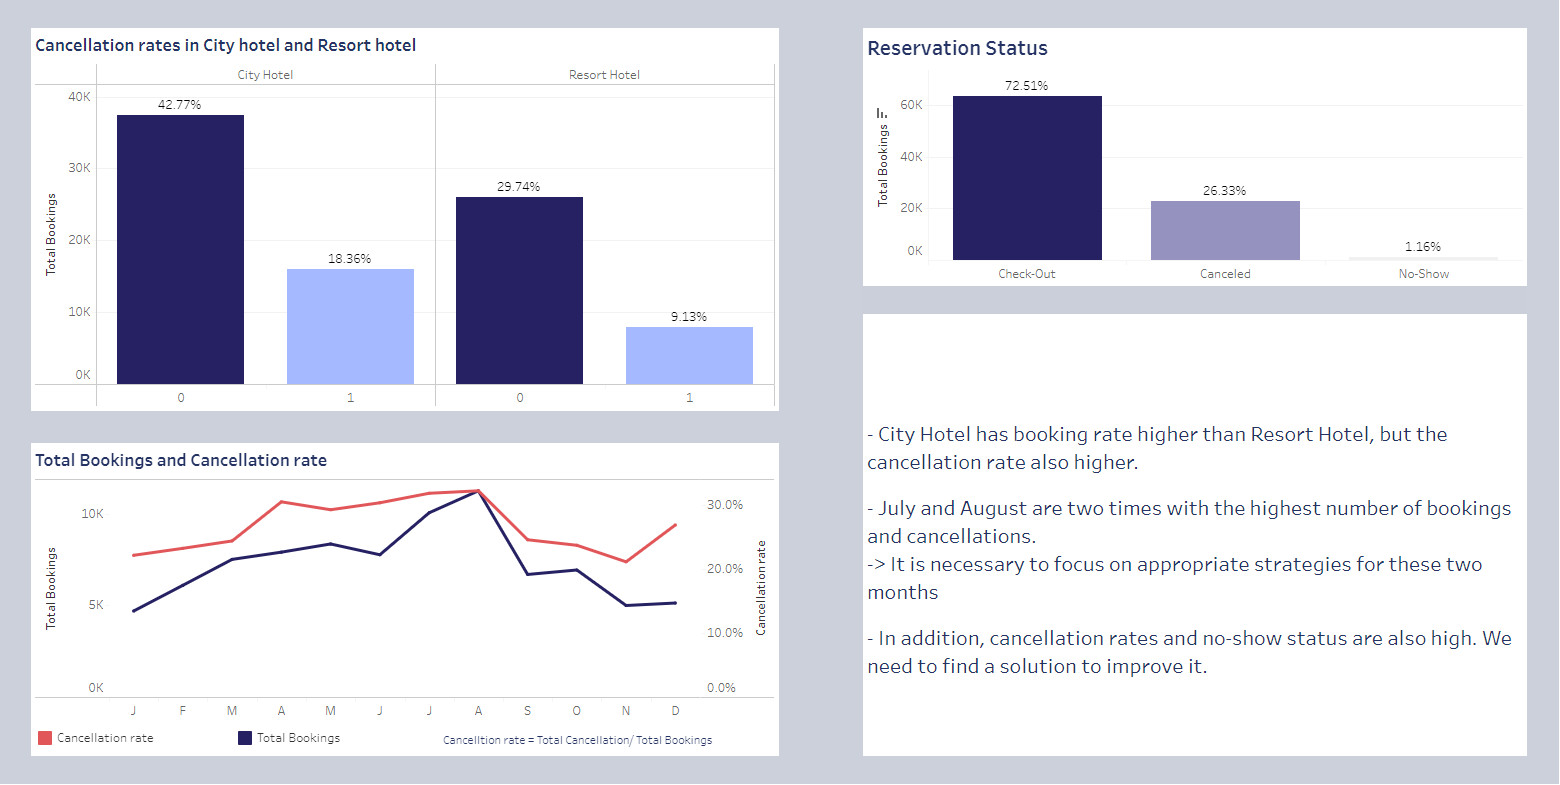 Cancellation rates in City hotel and Resort hotel
City Hotel
Resort Hotel
Total Bookings
40K
30K
20K
10K
0K
42.77%
18.36%
29.74%
9.13%
0
1
0
1
Total Bookings and Cancellation rate
Total Bookings
10K
5K
0K
30.0%
20.0%
10.0%
0.0%
Cancellation rate
J F M A M J J A S O N D
Cancellation rate
Total Bookings
Cancelltion rate = Total Cancellation/ Total Bookings
Reservation Status
Total Bookings
60K
40K
20K
0K
72.51%
26.33%
1.16%
Check-Out
Canceled
No-Show
- City Hotel has booking rate higher than Resort Hotel, but the
cancellation rate also higher.
- July and August are two times with the highest number of bookings
and cancellations.
-> It is necessary to focus on appropriate strategies for these two
months
- In addition, cancellation rates and no-show status are also high. We
need to find a solution to improve it.